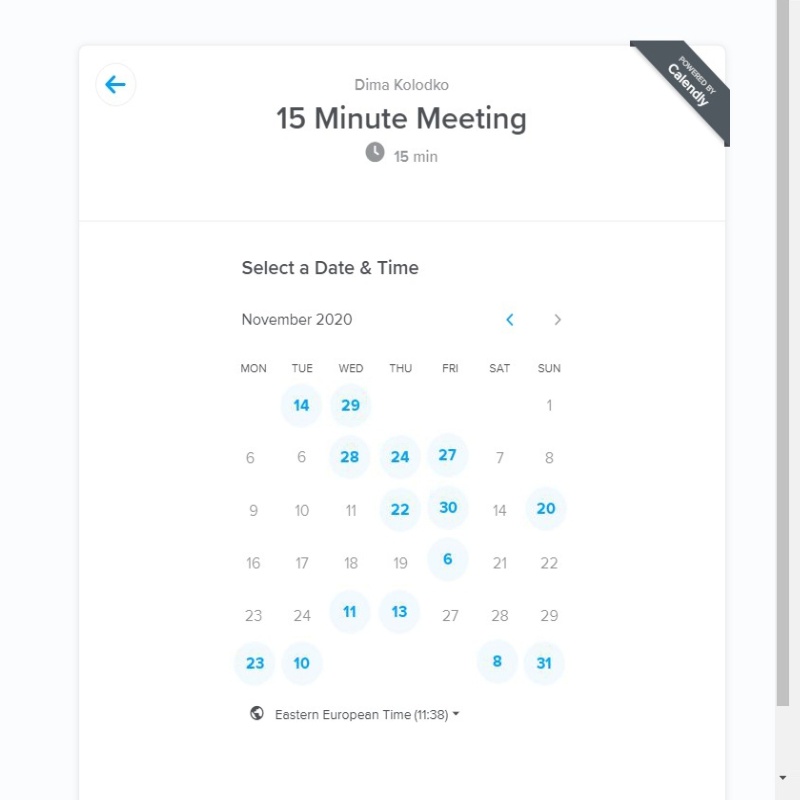 POWERED BY
Calendly
Dima Kolodko
15 Minute Meeting
15 min
Select a Date & Time
November 2020
MON TUE WED THU FRI SAT SUN
14 29 1
6 6 28 24 27 7 8
9 10 11 22 30 14 20
16 17 18 19 6 21 22
23 24 11 13 27 28 29
23 10 8 31
Eastern European Time (11:38)